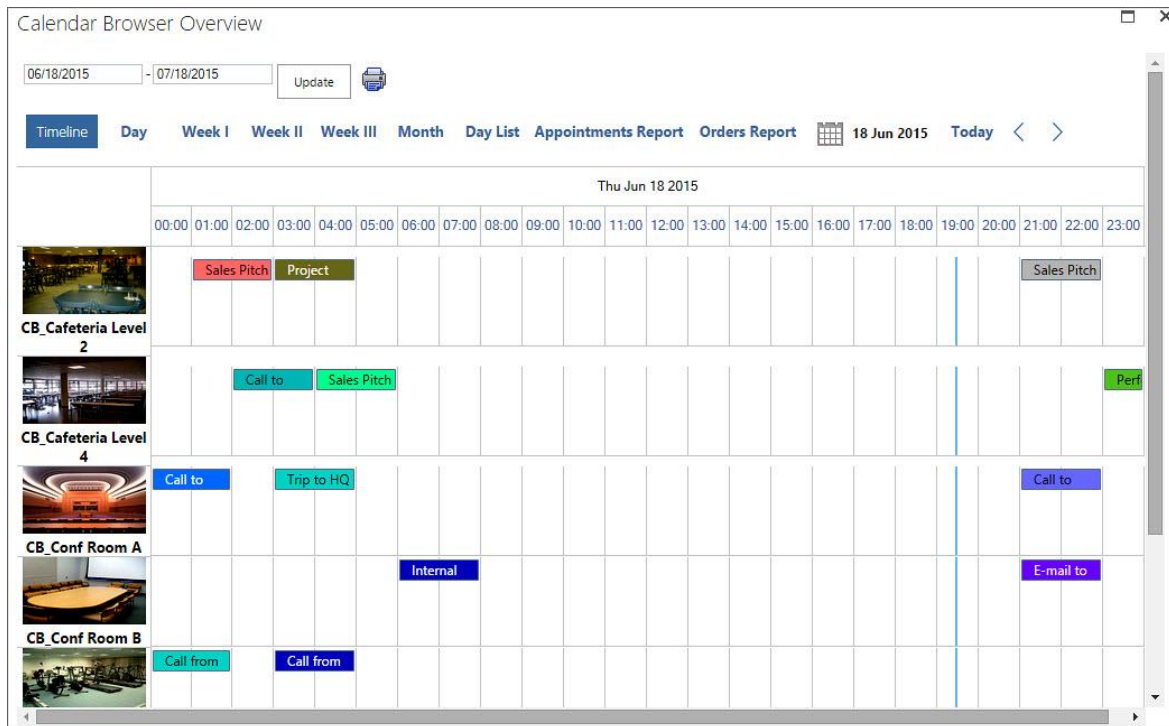 Calendar Browser Overview
06/18/2015 - 07/18/2015 Update
Timeline Day Week I Week II Week III Month Day List Appointments Report Orders Report 18 Jun 2015 Today
Thu Jun 18 2015
00:00 01:00 02:00 03:00 04:00 05:00 06:00 07:00 08:00 09:00 10:00 11:00 12:00 13:00 14:00 15:00 16:00 17:00 18:00 19:00 20:00 21:00 22:00 23:00
Sales Pitch Project Sales Pitch
CB_Cafeteria Level
2
Call to Sales Pitch Perf
CB_Cafeteria Level
4
Call to Trip to HQ Call to
CB_Conf Room A
Internal E-mail to
CB_Conf Room B
Call from Call from